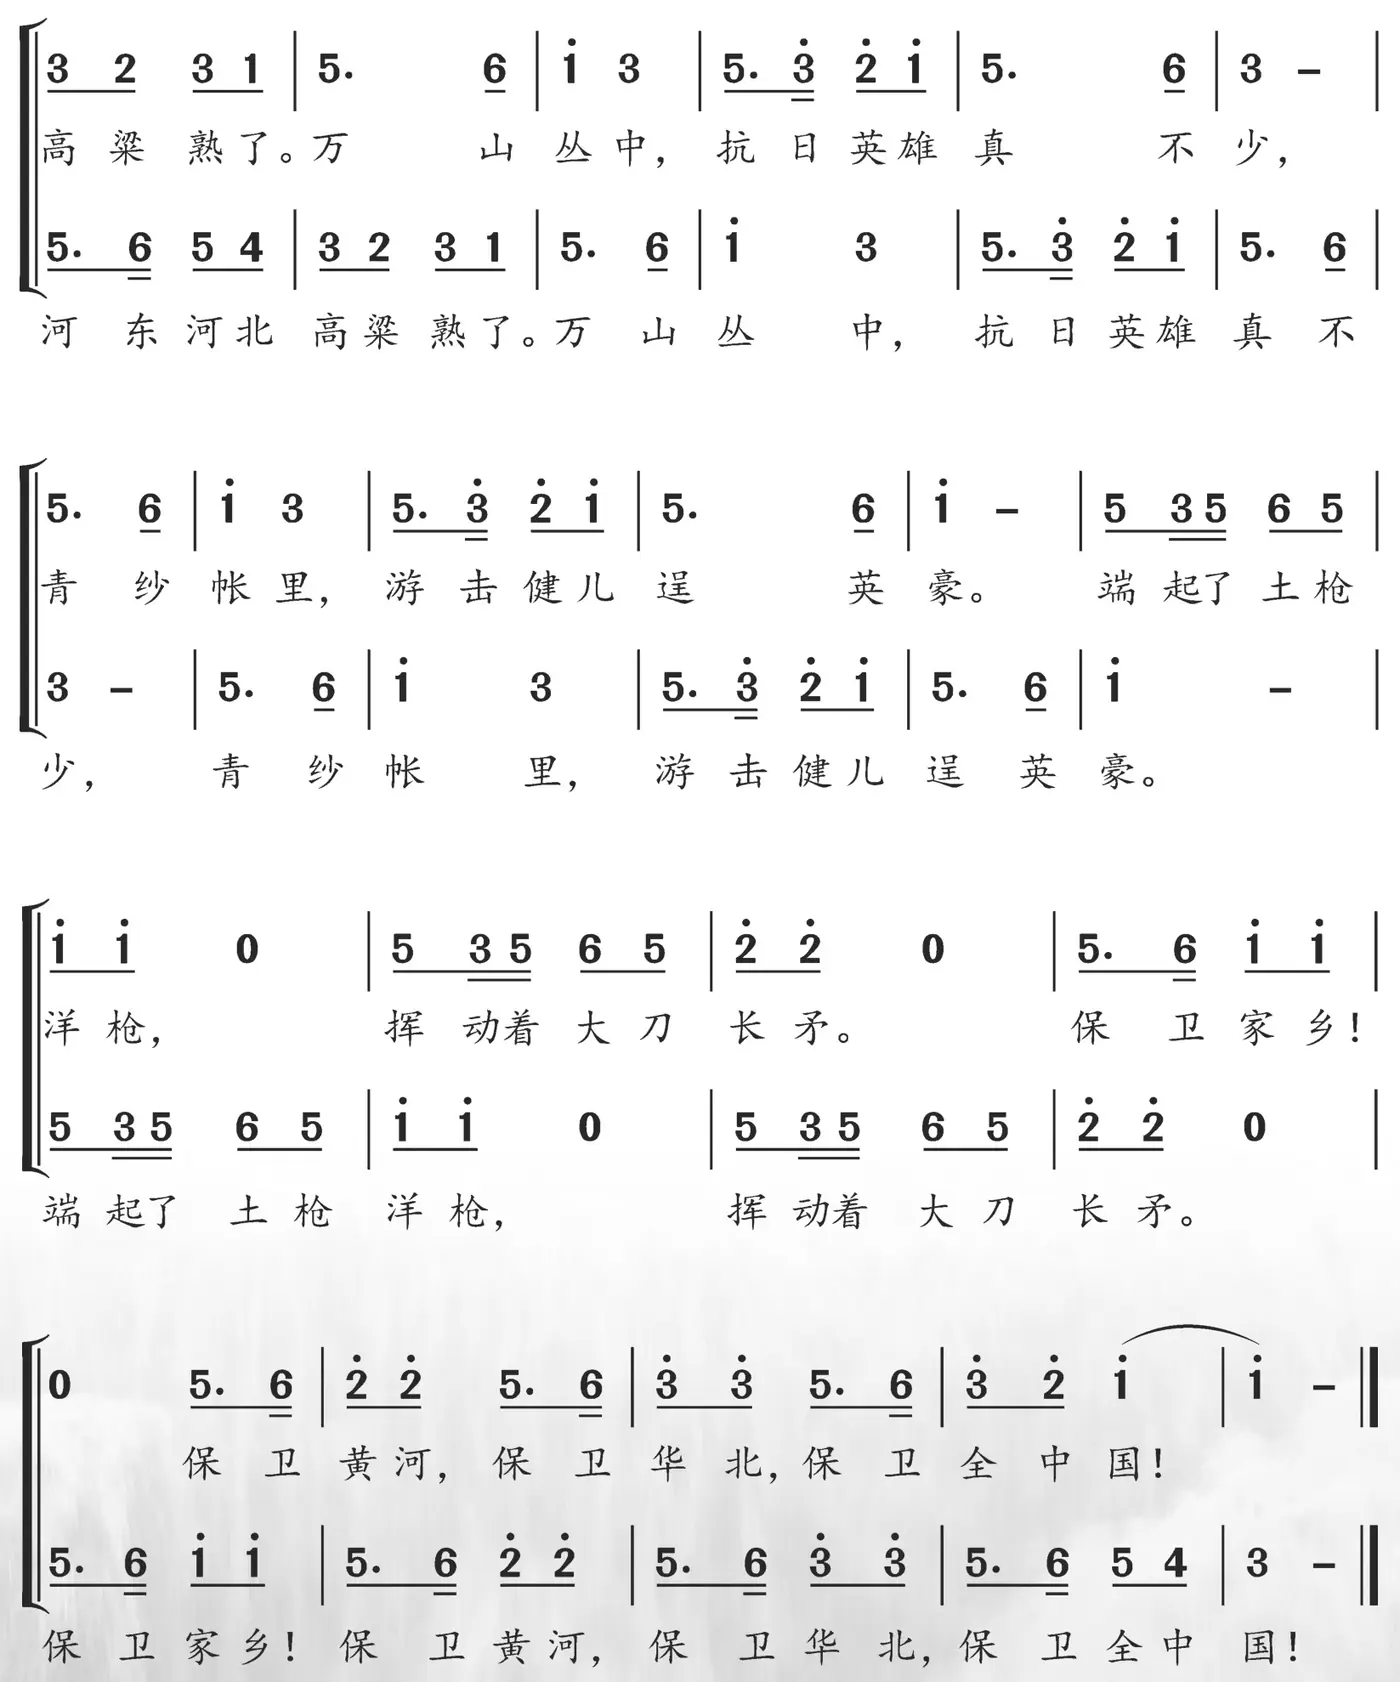 3 2 3 1 | 5. 6 | i 3 | 5. 3̇ 2̇ i | 5. 6 | 3 – |
高粱熟了。万山丛中，抗日英雄真不少，
5. 6 5 4 | 3 2 3 1 | 5. 6 | i 3 | 5. 3̇ 2̇ i | 5. 6 |
河东河北高粱熟了。万山丛中，抗日英雄真不
5. 6 | i 3 | 5. 3̇ 2̇ i | 5. 6 | i – | 5 3 5 6 5 |
青纱帐里，游击健儿逞英豪。端起了土枪
3 – | 5. 6 | i 3 | 5. 3̇ 2̇ i | 5. 6 | i – |
少，青纱帐里，游击健儿逞英豪。
i i 0 | 5 3 5 6 5 | 2̇ 2̇ 0 | 5. 6 i i |
洋枪，挥动着大刀长矛。保卫家乡！
5 3 5 6 5 | i i 0 | 5 3 5 6 5 | 2̇ 2̇ 0 |
端起了土枪洋枪，挥动着大刀长矛。
0 5. 6 | 2̇ 2̇ 5. 6 | 3̇ 3̇ 5. 6 | 3̇ 2̇ i | i – ‖
保卫黄河，保卫华北，保卫全中国！
5. 6 i i | 5. 6 2̇ 2̇ | 5. 6 3̇ 3̇ | 5. 6 5 4 | 3 – ‖
保卫家乡！保卫黄河，保卫华北，保卫全中国！